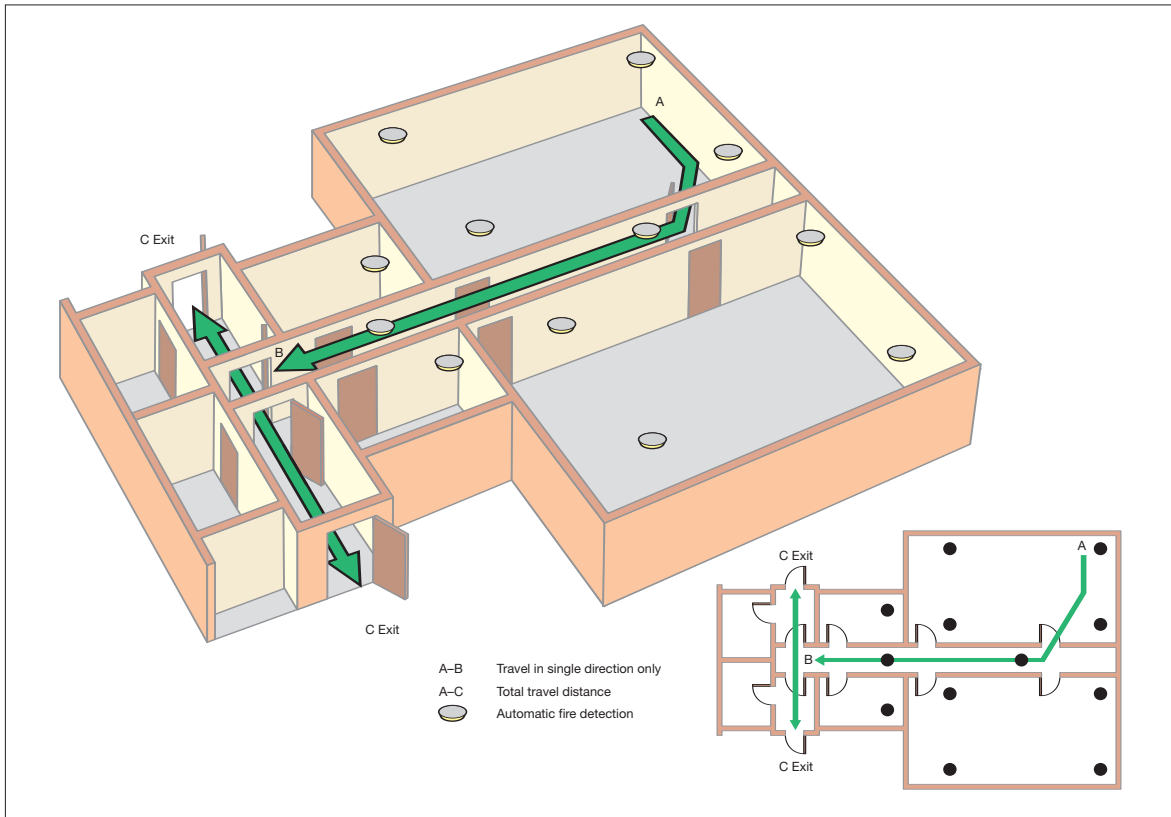 A
C Exit
B
C Exit
A–B Travel in single direction only
A–C Total travel distance
Automatic fire detection
C Exit
A
B
C Exit